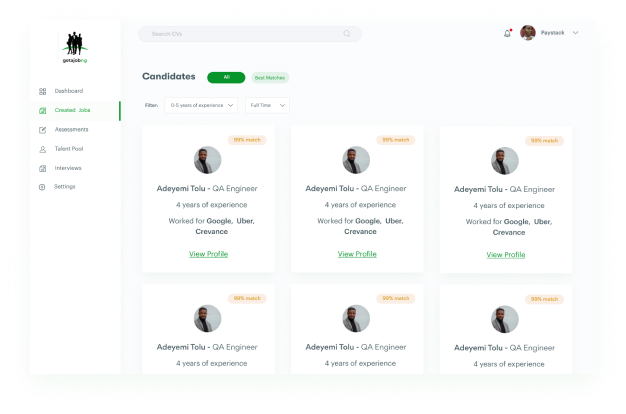 Search CVs
Paystack
getajobng
Dashboard
Created Jobs
Assessments
Talent Pool
Interviews
Settings
Candidates
All
Best Matches
Filter:
0-5 years of experience
Full Time
99% match
Adeyemi Tolu - QA Engineer
4 years of experience
Worked for Google, Uber,
Crevance
View Profile
99% match
Adeyemi Tolu - QA Engineer
4 years of experience
Worked for Google, Uber,
Crevance
View Profile
99% match
Adeyemi Tolu - QA Engineer
4 years of experience
Worked for Google, Uber,
Crevance
View Profile
99% match
Adeyemi Tolu - QA Engineer
4 years of experience
99% match
Adeyemi Tolu - QA Engineer
4 years of experience
99% match
Adeyemi Tolu - QA Engineer
4 years of experience